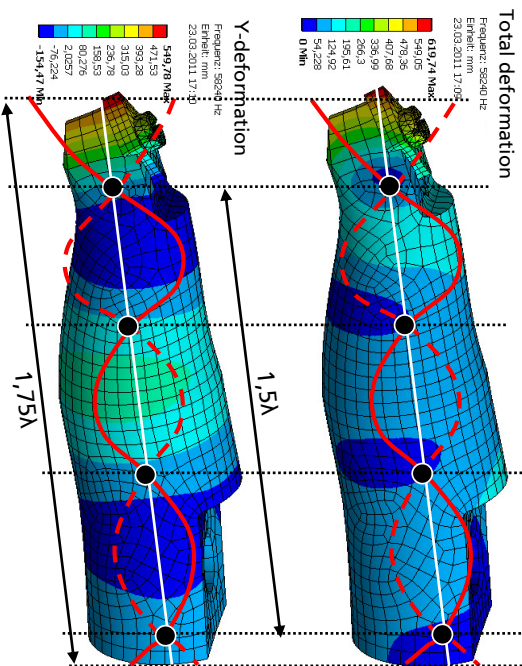 Total deformation
Frequenz: 58240 Hz
Einheit: mm
23.03.2011 17:09
619,74 Max
549,05
478,36
407,68
336,99
266,3
195,61
124,92
54,228
0 Min
1,5λ
Y-deformation
Frequenz: 58240 Hz
Einheit: mm
23.03.2011 17:10
549,78 Max
471,53
393,28
315,03
236,78
158,53
80,276
2,0257
-76,224
-154,47 Min
1,75λ